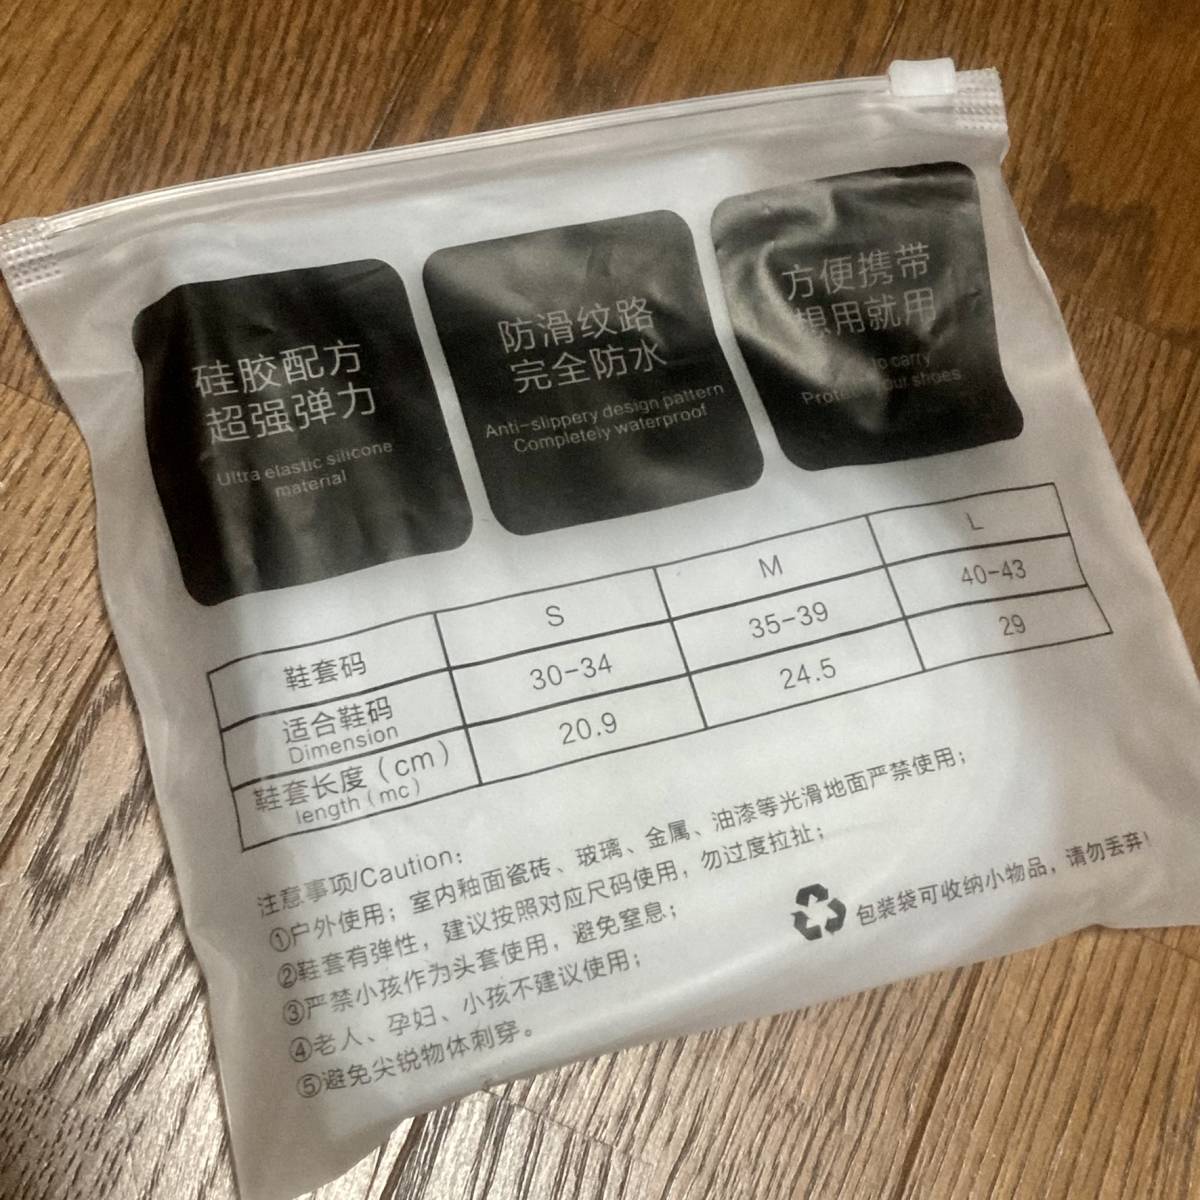 硅胶配方
超强弹力
Ultra elastic silicone
material
防滑纹路
完全防水
Anti-slippery design pattern
Completely waterproof
方便携带
想用就用
to carry
Protect your shoes
鞋套码 S M L
适合鞋码
Dimension 30-34 35-39 40-43
鞋套长度(cm)
length(mc) 20.9 24.5 29
注意事项/Caution:
①户外使用;室内釉面瓷砖、玻璃、金属、油漆等光滑地面严禁使用;
②鞋套有弹性,建议按照对应尺码使用,勿过度拉扯;
③严禁小孩作为头套使用,避免窒息;
④老人、孕妇、小孩不建议使用;
⑤避免尖锐物体刺穿。
包装袋可收纳小物品,请勿丢弃!